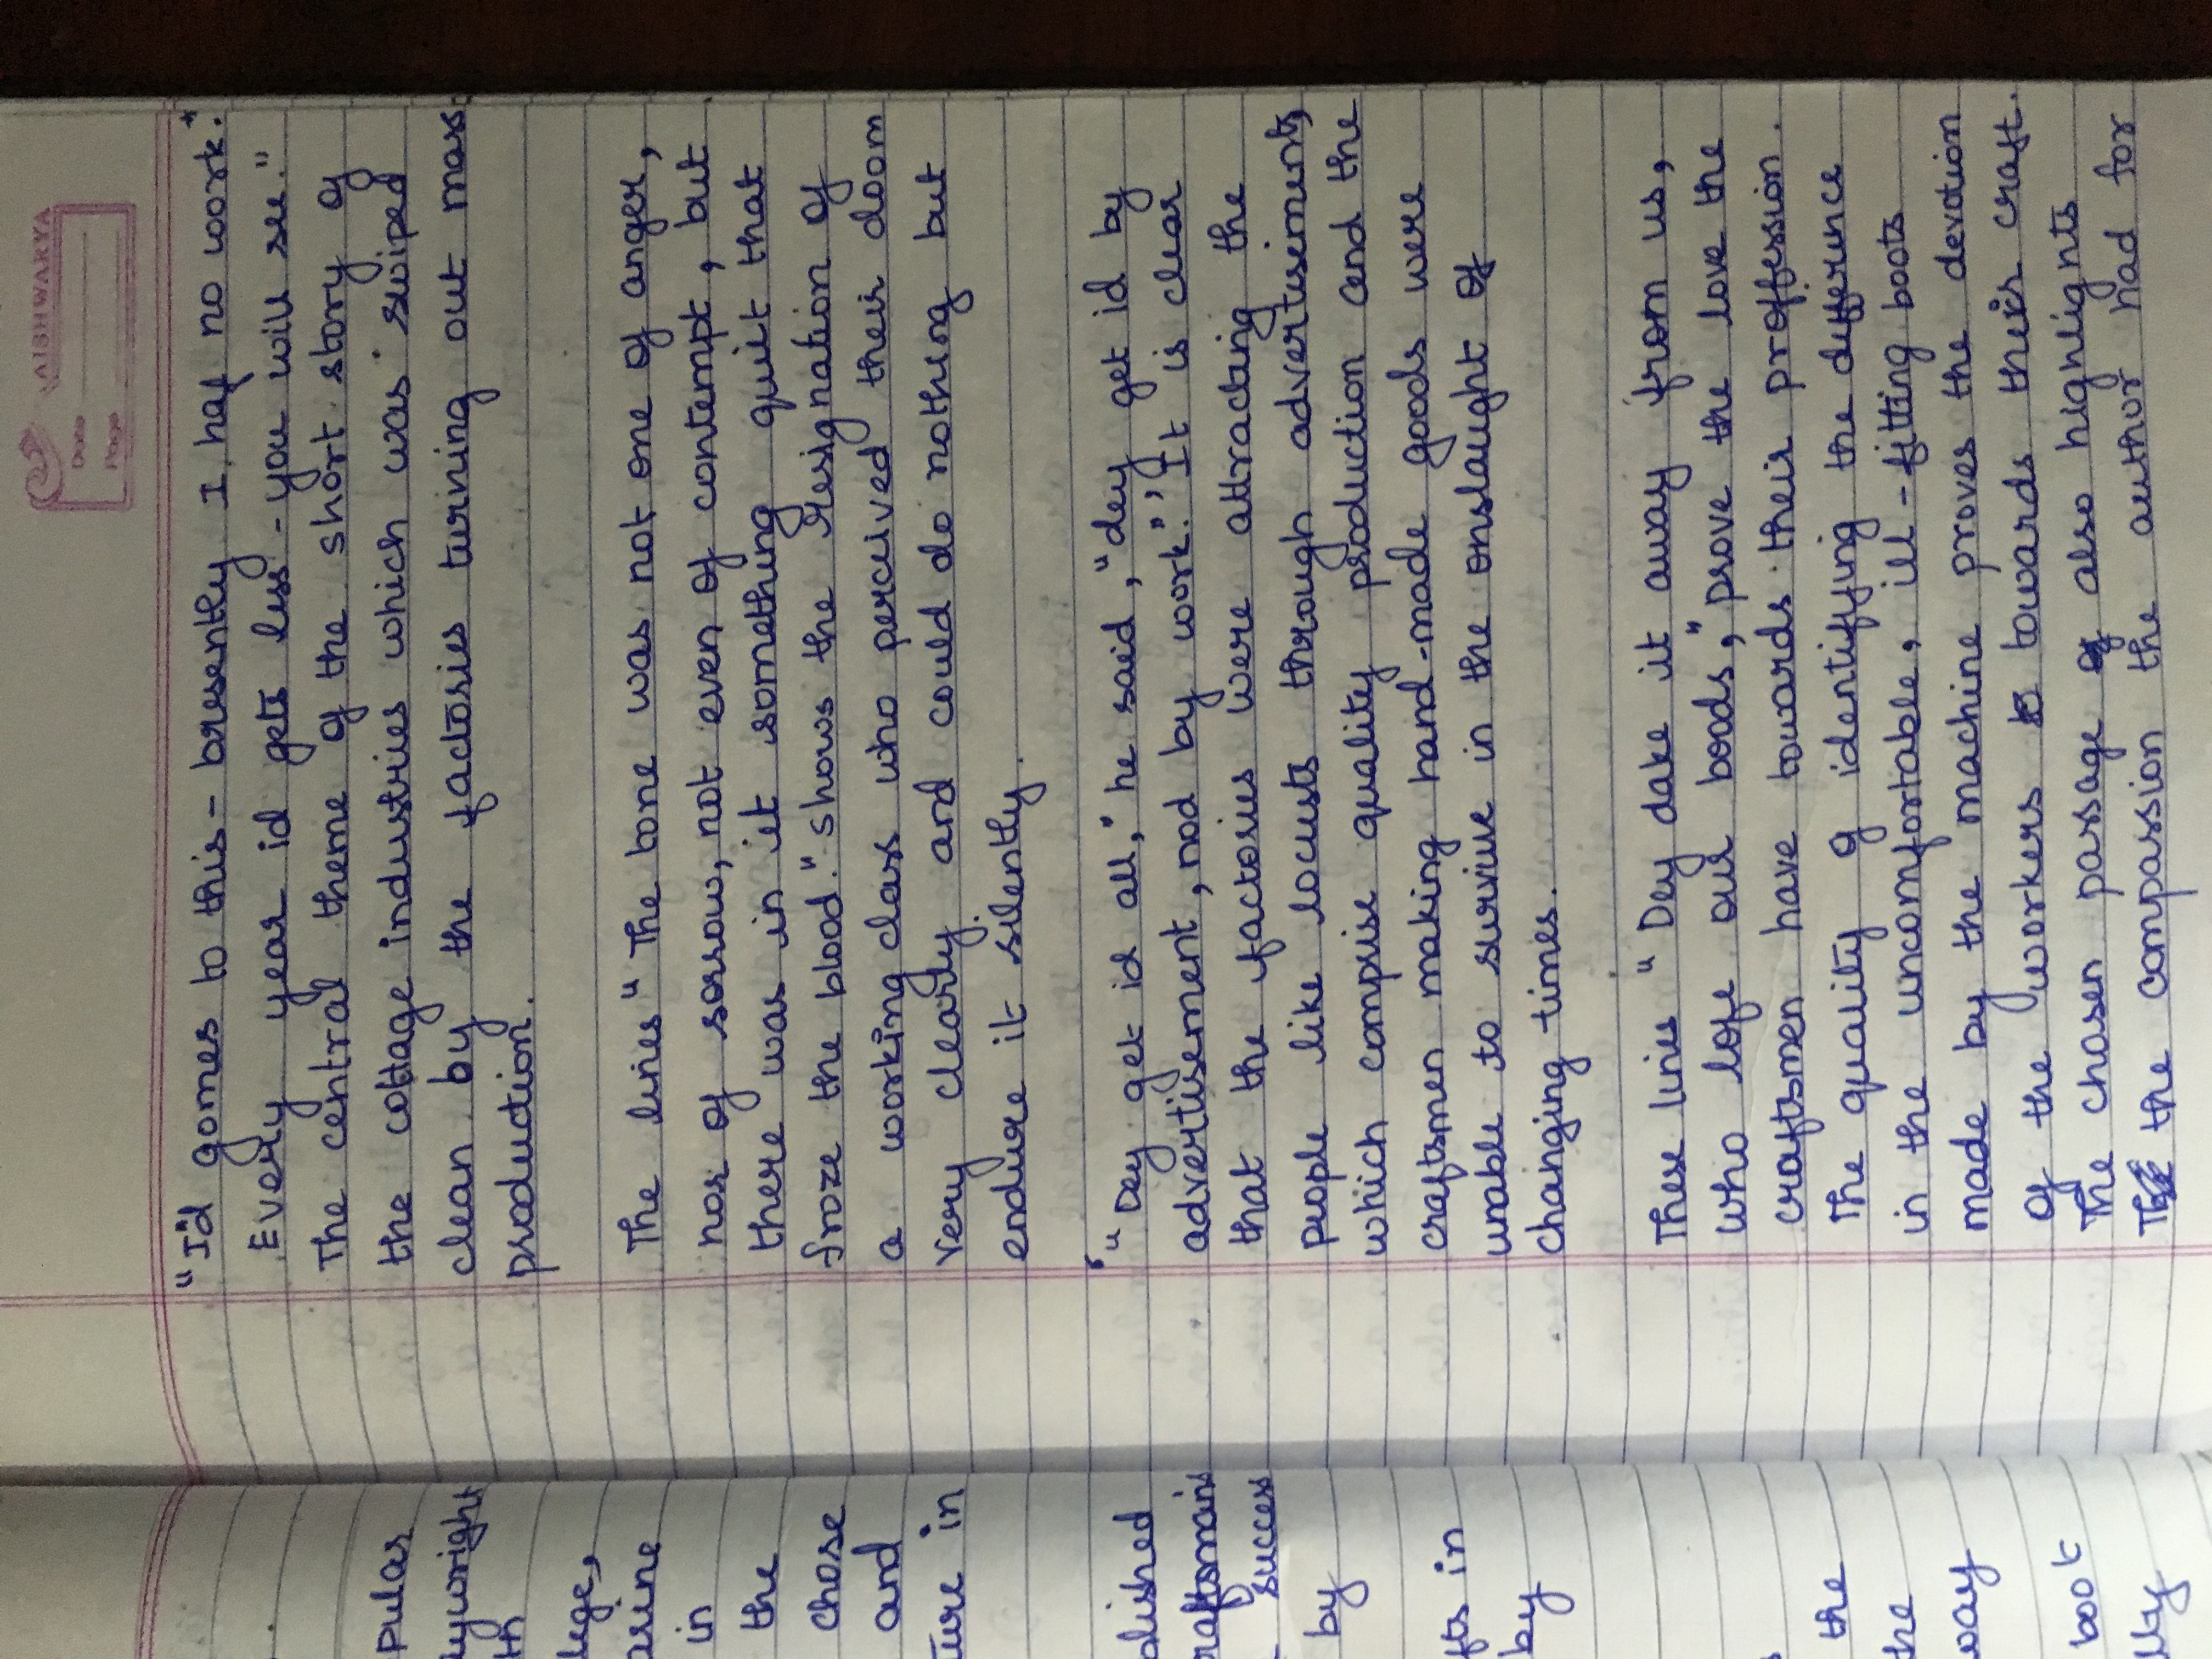 AISHWARYA
Date
Page
"I'd gomes to this - bresently I haf no work."
Every year id gets less - you will see."
The central theme of the short story of
the cottage industries which was swiped
clean by the factories turning out mass
production.
The lines "The tone was not one of anger,
nor of sorrow, not even of contempt, but
there was in it something quiet that
froze the blood." shows the resignation of
a working class who perceived their doom
very clearly and could do nothing but
endure it silently.
'"Dey get id all," he said, "dey get id by
advertisement, nod by work."' It is clear
that the factories were attracting the
people like locusts through advertisements
which comprise quality production and the
craftsmen making hand-made goods were
unable to survive in the onslaught of
changing times.
These lines "Dey dake it away from us,
who lofe our boods," prove the love the
craftsmen have towards their proffession.
The quality of identifying the difference
in the uncomfortable, ill-fitting boots
made by the machine proves the devotion
of the workers towards their craft.
The chosen passage also highlights
the compassion the author had for
pular
lywright
th
lege,
arine
in
the
chose
and
ture in
blished
raftsman's
success
by
fts in
by
s
the
he
way
boot
lly